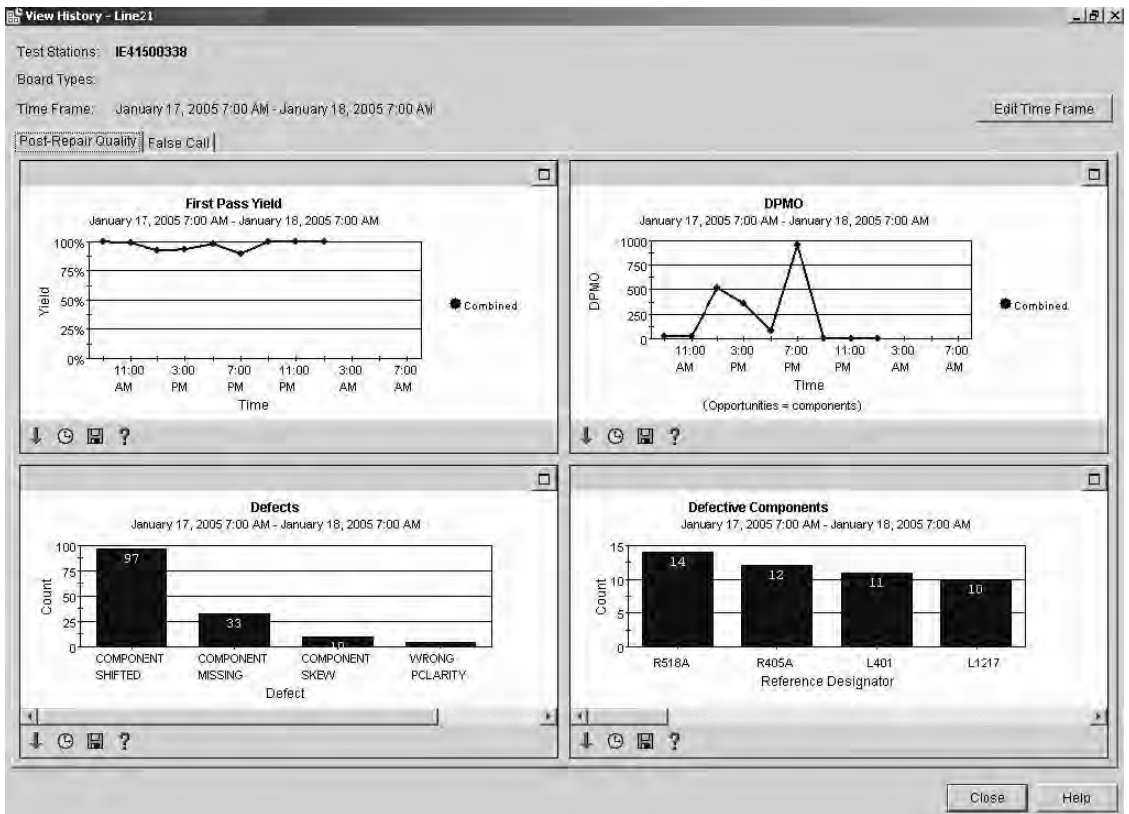 View History - Line21
Test Stations: IE41500338
Board Types:
Time Frame: January 17, 2005 7:00 AM - January 18, 2005 7:00 AM
Edit Time Frame
Post-Repair Quality
False Call
First Pass Yield
January 17, 2005 7:00 AM - January 18, 2005 7:00 AM
100%
75%
50%
25%
0%
Yield
11:00 AM
3:00 PM
7:00 PM
11:00 PM
3:00 AM
7:00 AM
Time
Combined
DPMO
January 17, 2005 7:00 AM - January 18, 2005 7:00 AM
1000
750
500
250
0
DPMO
11:00 AM
3:00 PM
7:00 PM
11:00 PM
3:00 AM
7:00 AM
Time
(Opportunities = components)
Combined
?
?
Defects
January 17, 2005 7:00 AM - January 18, 2005 7:00 AM
100
75
50
25
0
Count
97
33
10
COMPONENT SHIFTED
COMPONENT MISSING
COMPONENT SKEW
WRONG PCLARITY
Defect
Defective Components
January 17, 2005 7:00 AM - January 18, 2005 7:00 AM
15
10
5
0
Count
14
12
11
10
R518A
R405A
L401
L1217
Reference Designator
?
?
Close
Help